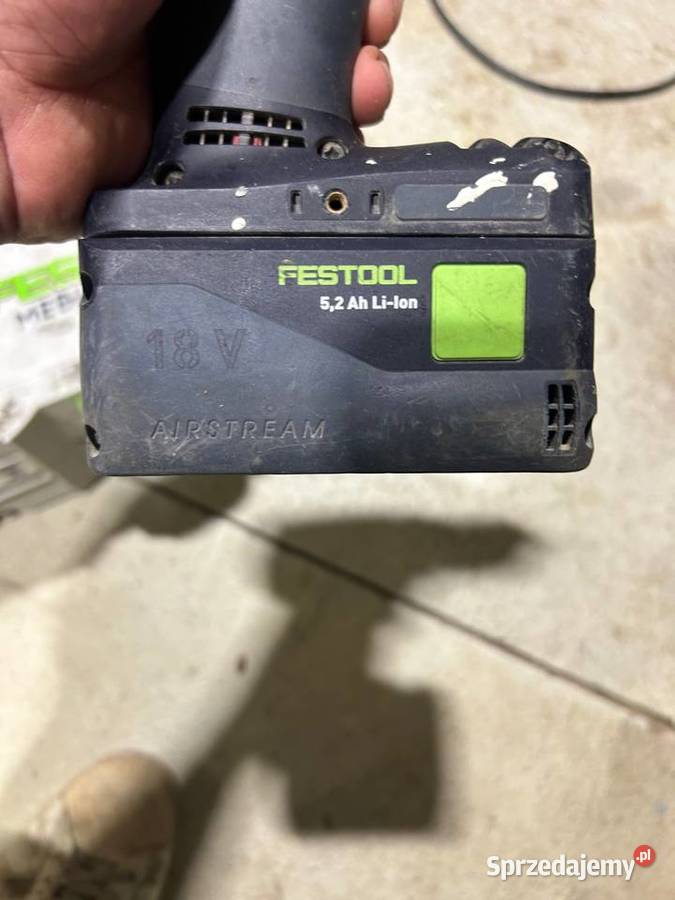 FESTOOL
5,2 Ah Li-Ion
18 V
AIRSTREAM
Sprzedajemy.pl